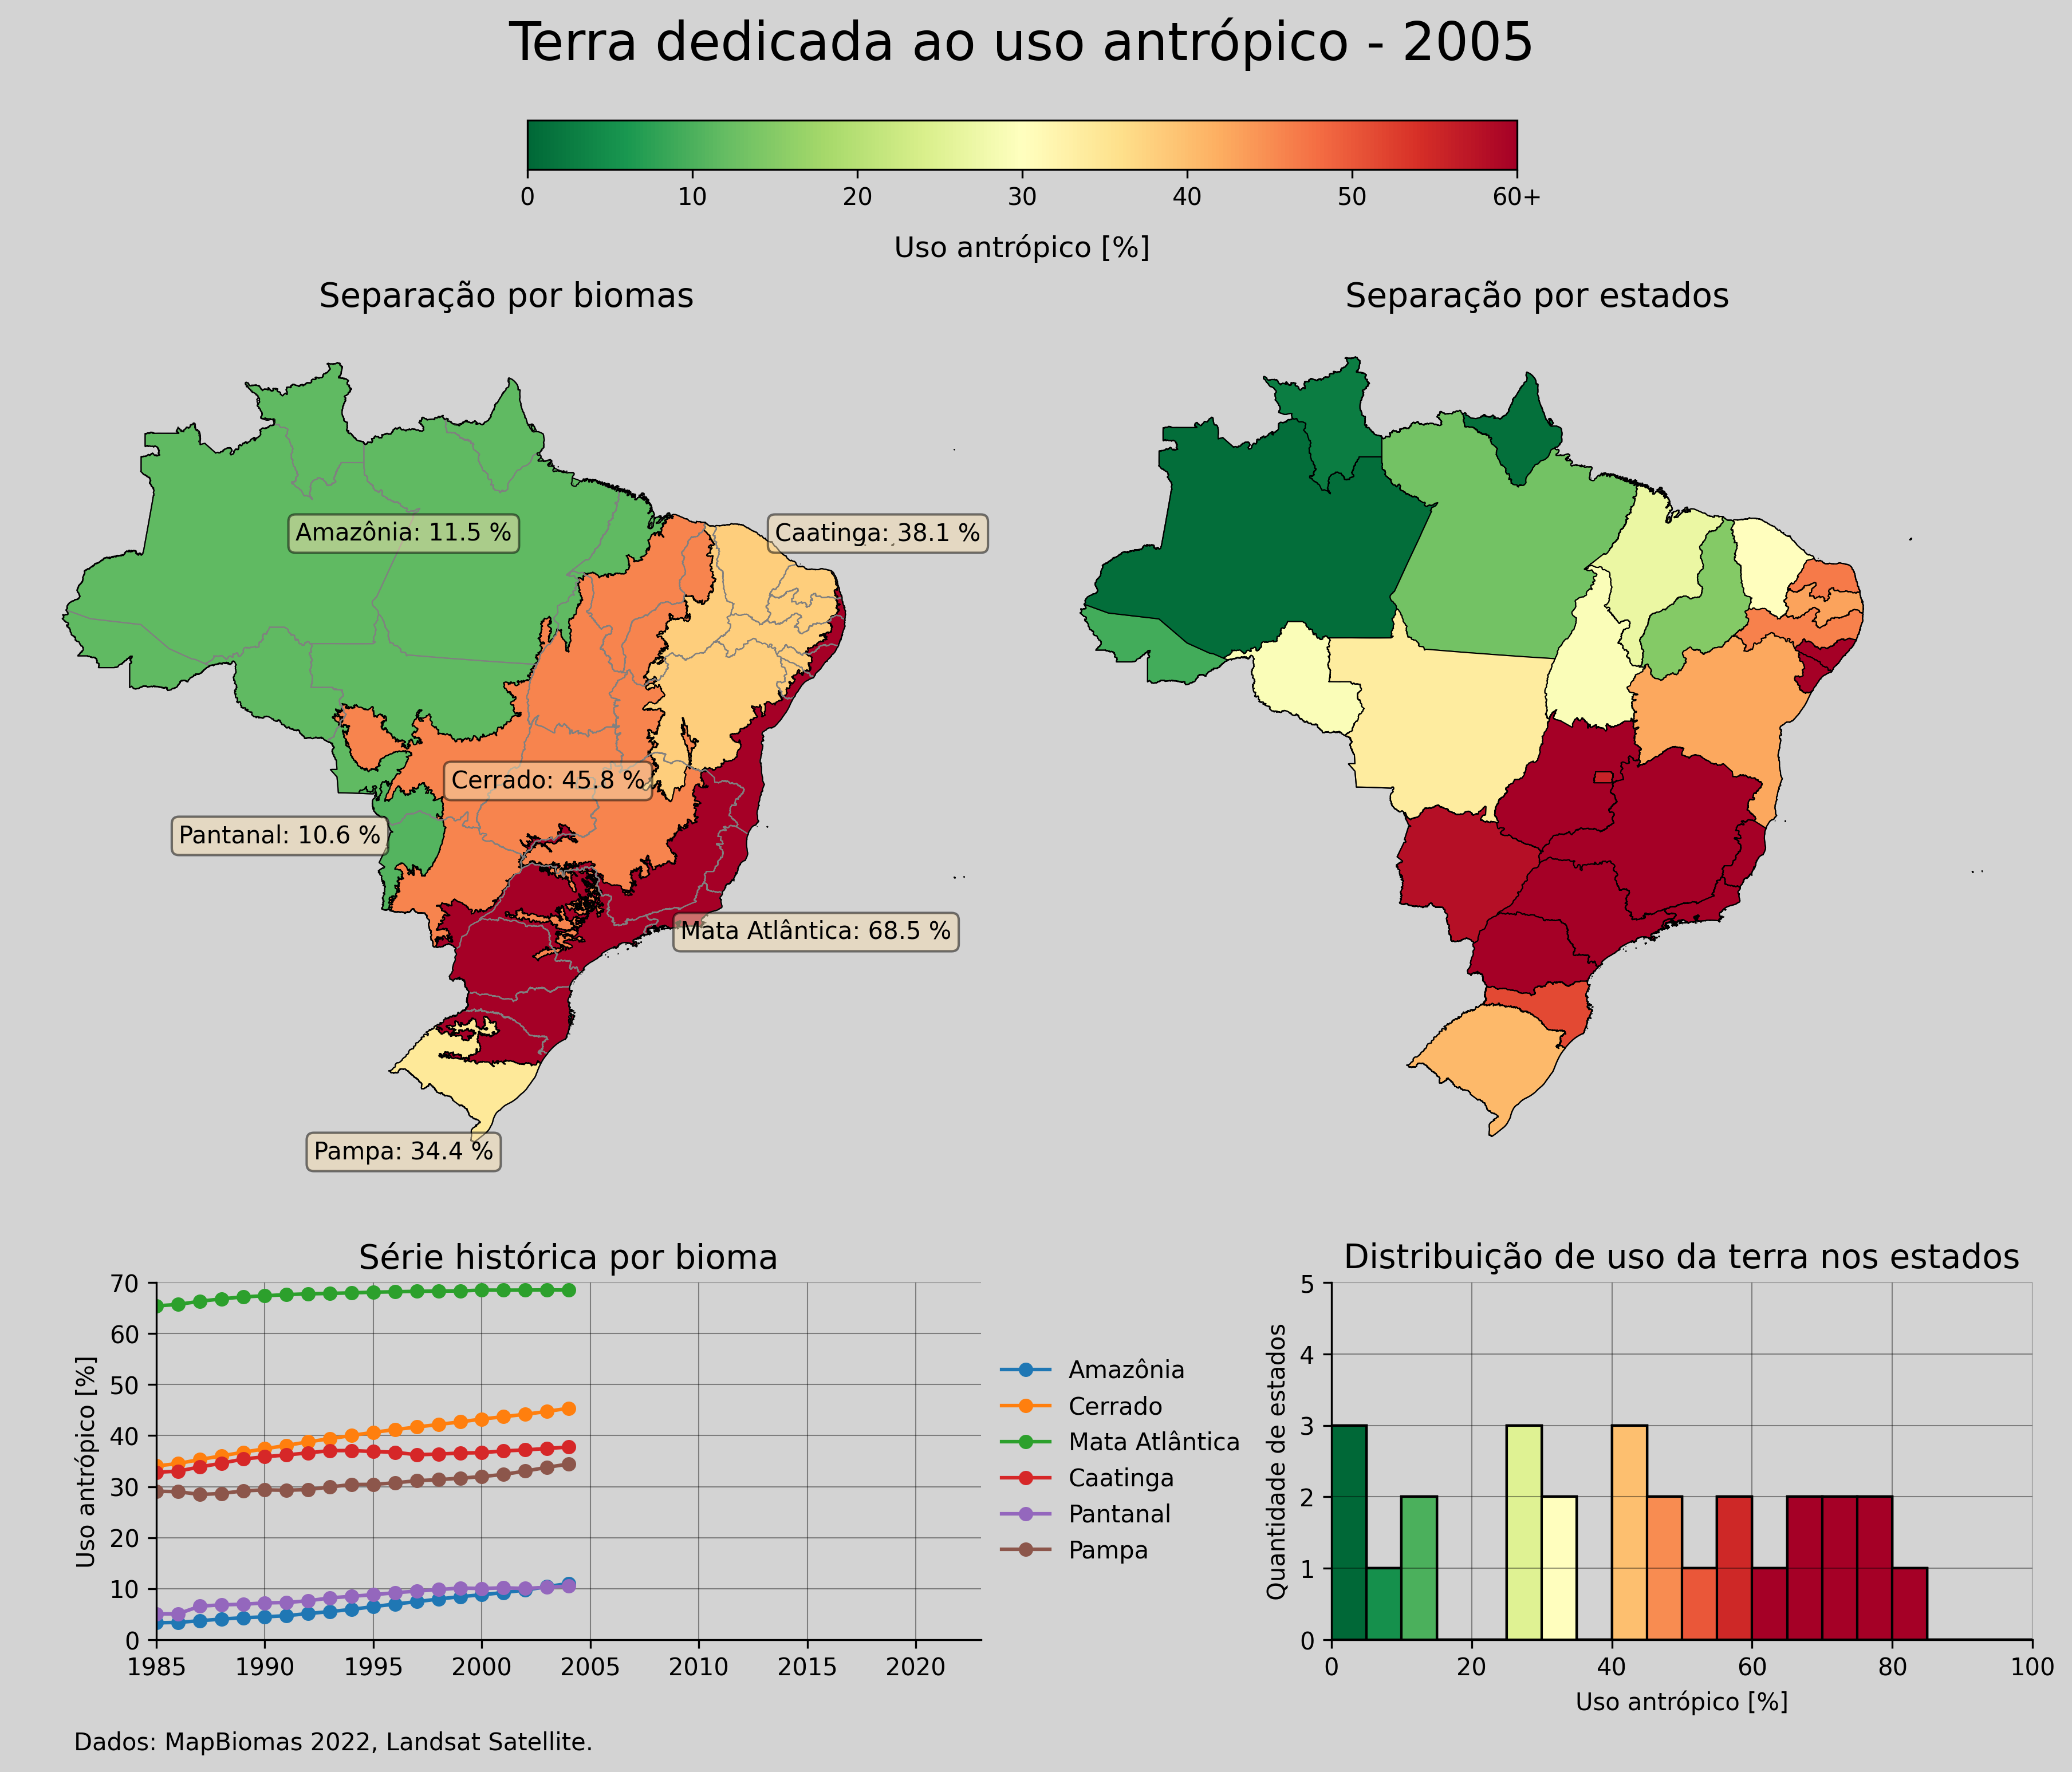 Terra dedicada ao uso antrópico - 2005
0 10 20 30 40 50 60+
Uso antrópico [%]
Separação por biomas
Separação por estados
Amazônia: 11.5 %
Caatinga: 38.1 %
Cerrado: 45.8 %
Pantanal: 10.6 %
Mata Atlântica: 68.5 %
Pampa: 34.4 %
Série histórica por bioma
Uso antrópico [%]
70
60
50
40
30
20
10
0
1985 1990 1995 2000 2005 2010 2015 2020
Amazônia
Cerrado
Mata Atlântica
Caatinga
Pantanal
Pampa
Distribuição de uso da terra nos estados
Quantidade de estados
5
4
3
2
1
0
0 20 40 60 80 100
Uso antrópico [%]
Dados: MapBiomas 2022, Landsat Satellite.